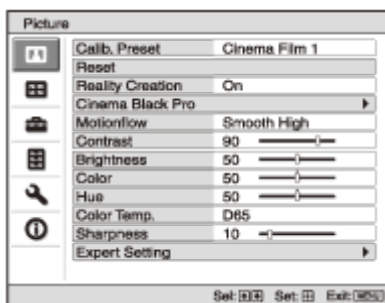 Picture
Calib. Preset Cinema Film 1
Reset
Reality Creation On
Cinema Black Pro
Motionflow Smooth High
Contrast 90
Brightness 50
Color 50
Hue 50
Color Temp. D65
Sharpness 10
Expert Setting
Sel: Set: Exit: MENU